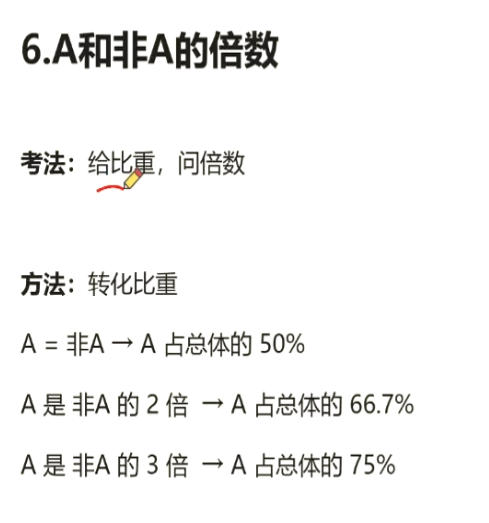 6.A和非A的倍数
考法：给比重，问倍数
方法：转化比重
A = 非A → A 占总体的 50%
A 是 非A 的 2 倍 → A 占总体的 66.7%
A 是 非A 的 3 倍 → A 占总体的 75%